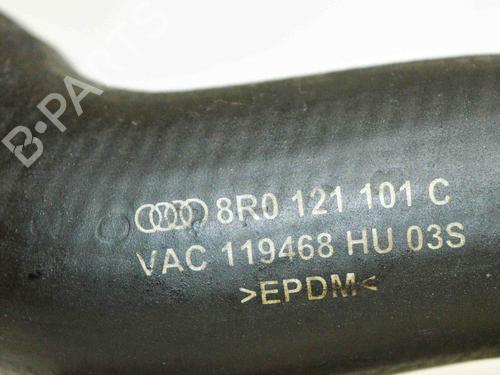 B-PARTS
8R0 121 101 C
VAC 119468 HU 03S
>EPDM<